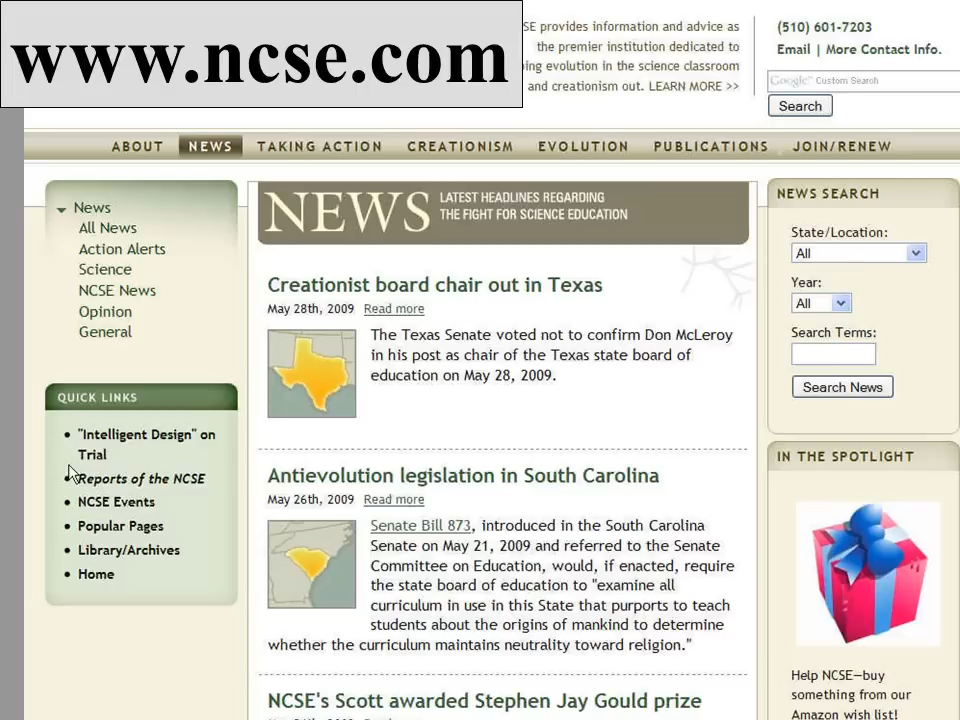 www.ncse.com
SE provides information and advice as
the premier institution dedicated to
ing evolution in the science classroom
and creationism out. LEARN MORE >>
(510) 601-7203
Email | More Contact Info.
Google™ Custom Search
Search
ABOUT NEWS TAKING ACTION CREATIONISM EVOLUTION PUBLICATIONS JOIN/RENEW
News
All News
Action Alerts
Science
NCSE News
Opinion
General
QUICK LINKS
"Intelligent Design" on
Trial
Reports of the NCSE
NCSE Events
Popular Pages
Library/Archives
Home
NEWS
LATEST HEADLINES REGARDING
THE FIGHT FOR SCIENCE EDUCATION
Creationist board chair out in Texas
May 28th, 2009 Read more
The Texas Senate voted not to confirm Don McLeroy
in his post as chair of the Texas state board of
education on May 28, 2009.
Antievolution legislation in South Carolina
May 26th, 2009 Read more
Senate Bill 873, introduced in the South Carolina
Senate on May 21, 2009 and referred to the Senate
Committee on Education, would, if enacted, require
the state board of education to "examine all
curriculum in use in this State that purports to teach
students about the origins of mankind to determine
whether the curriculum maintains neutrality toward religion."
NCSE's Scott awarded Stephen Jay Gould prize
NEWS SEARCH
State/Location:
All
Year:
All
Search Terms:
Search News
IN THE SPOTLIGHT
Help NCSE—buy
something from our
Amazon wish list!